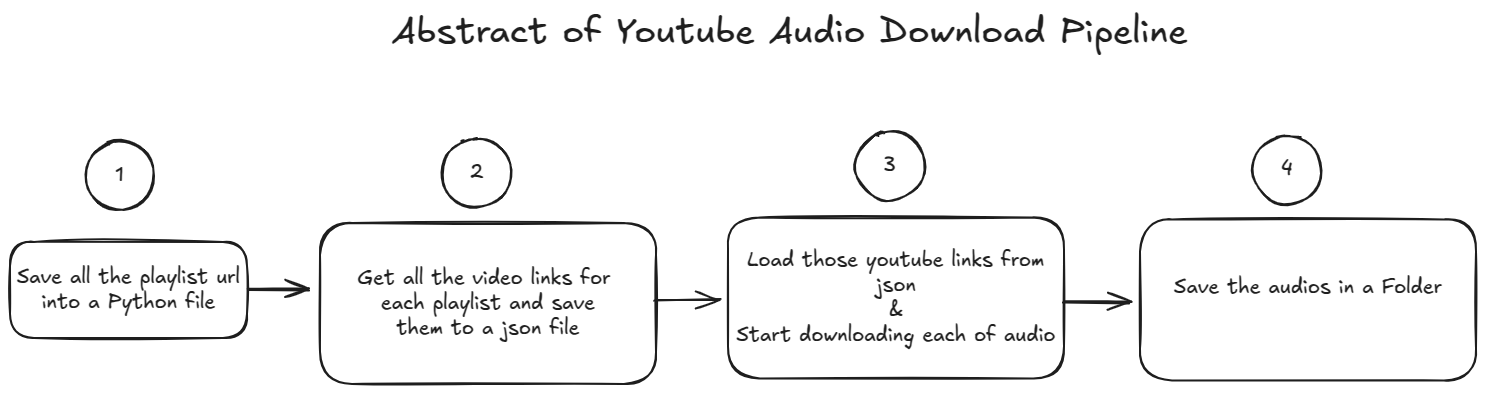 Abstract of Youtube Audio Download Pipeline
1
Save all the playlist url
into a Python file
2
Get all the video links for
each playlist and save
them to a json file
3
Load those youtube links from
json
&
Start downloading each of audio
4
Save the audios in a Folder